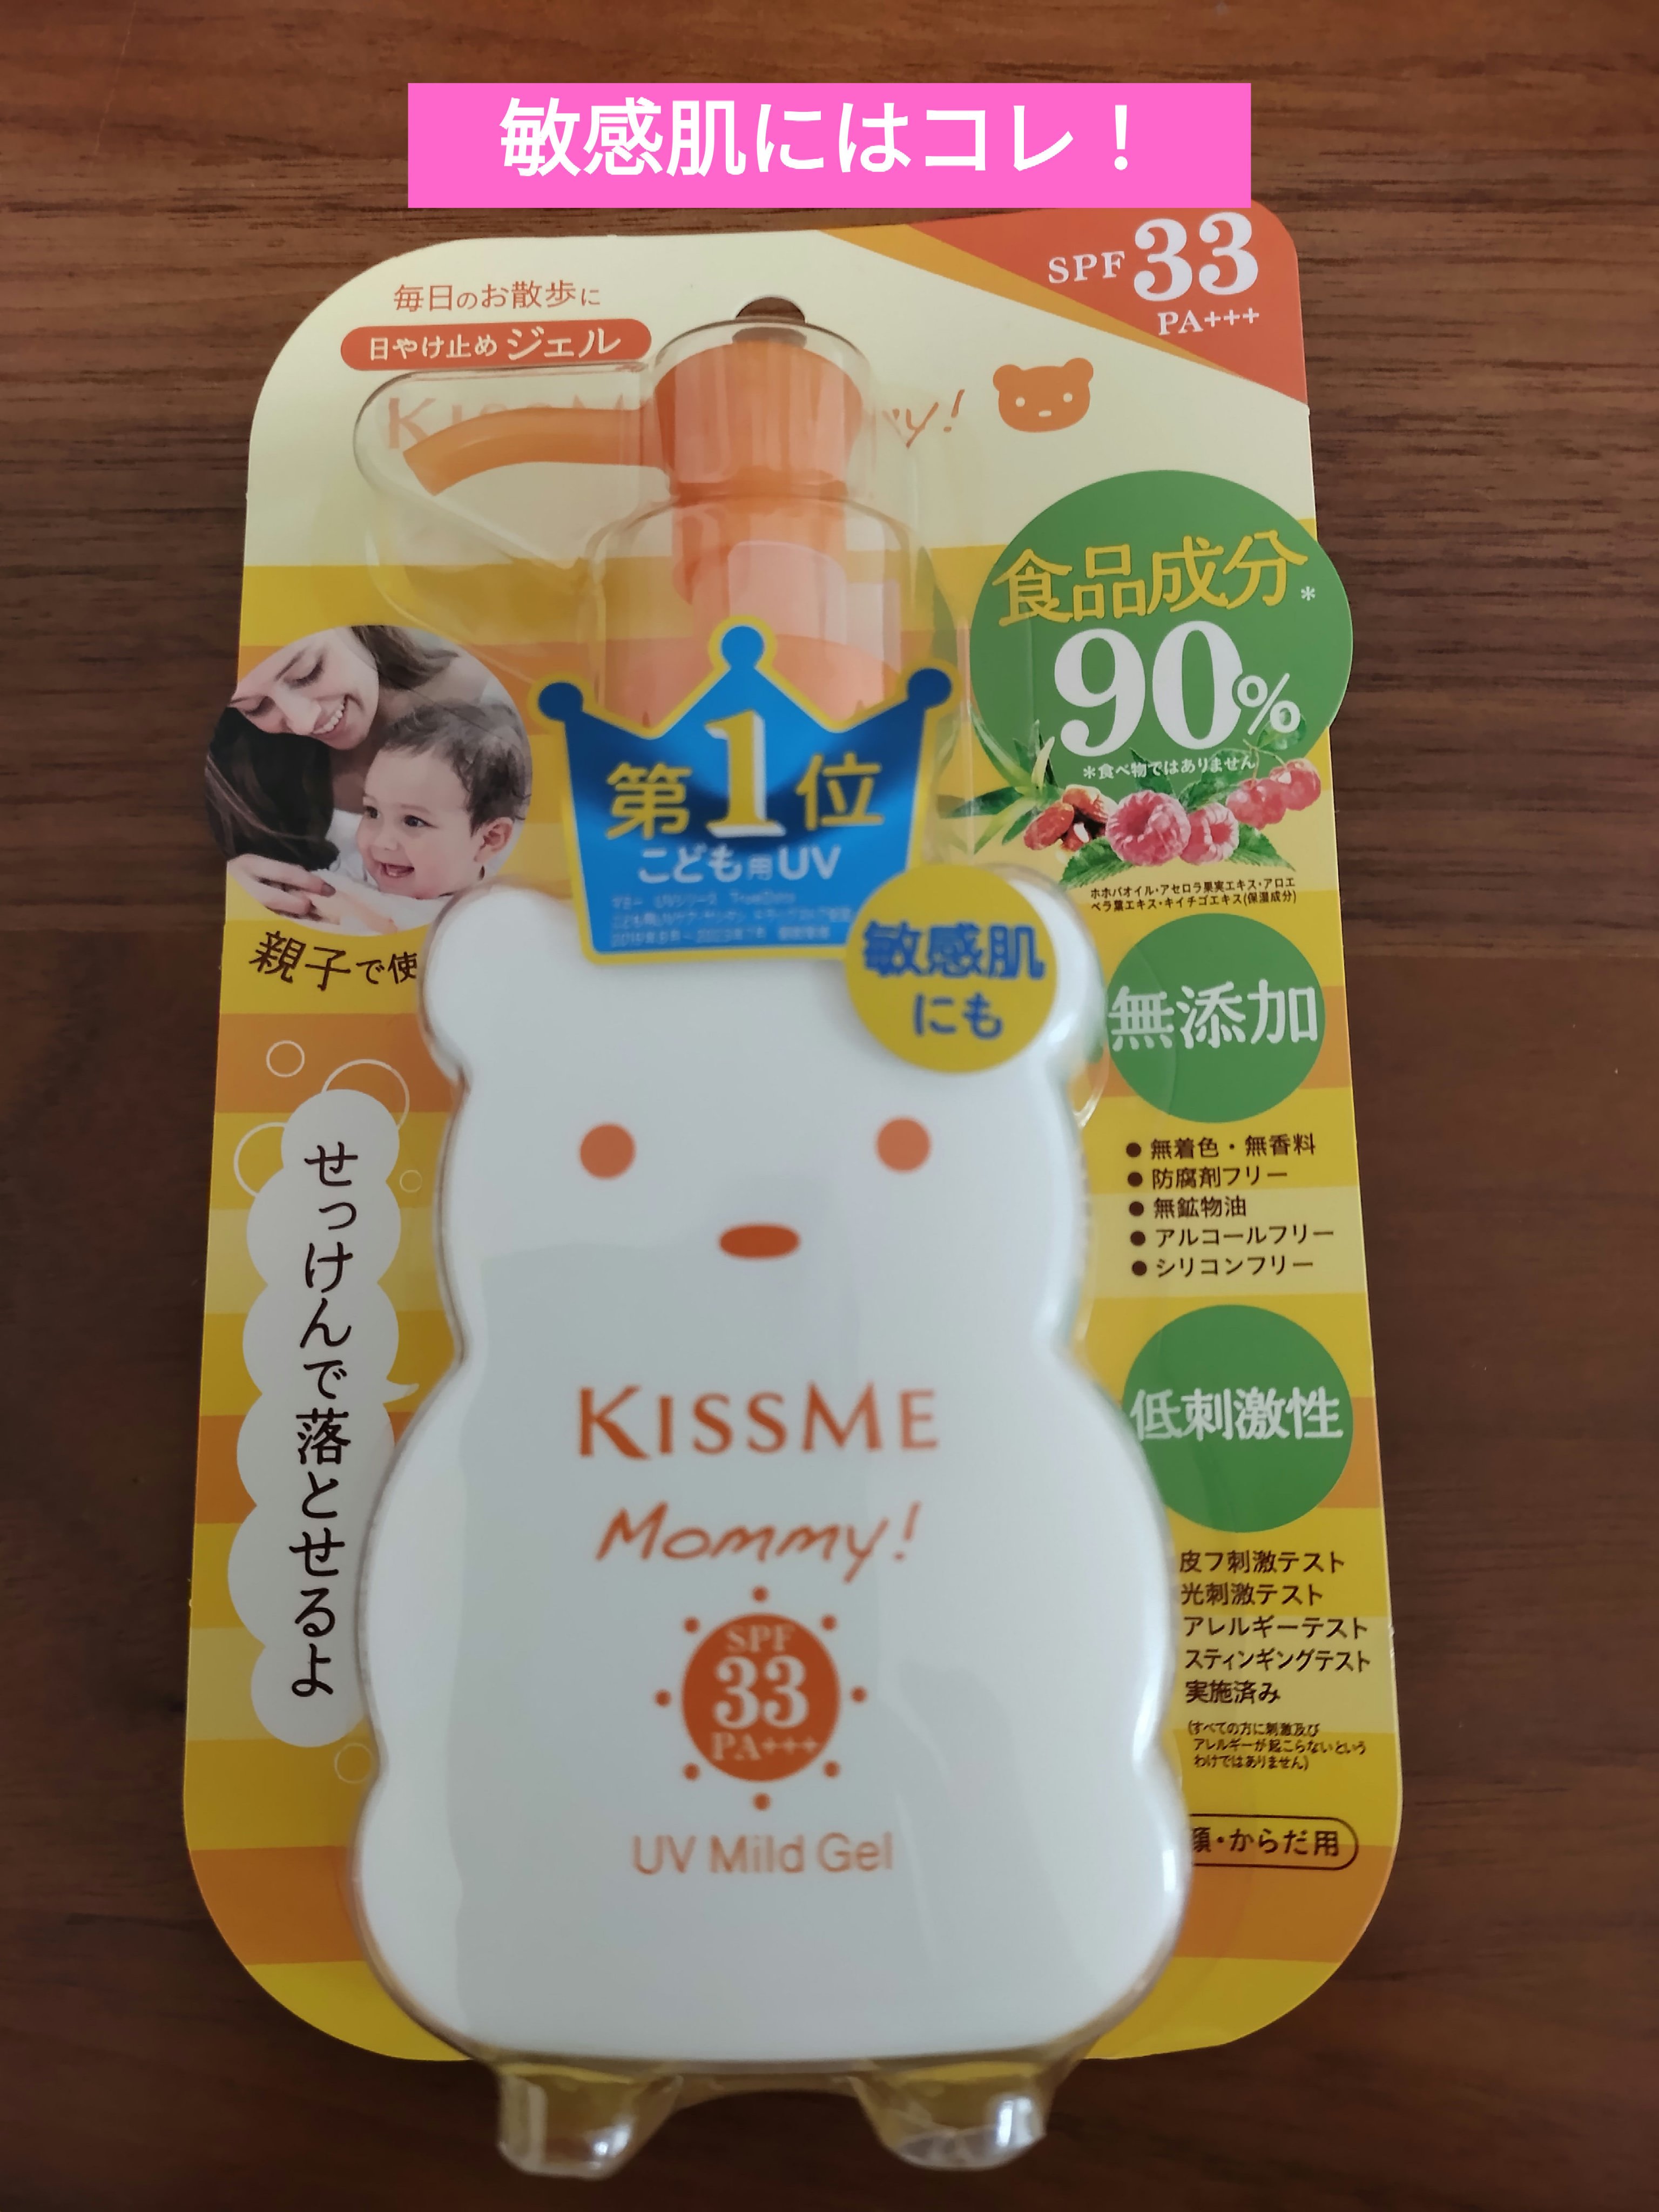 敏感肌にはコレ！
SPF33
PA+++
毎日のお散歩に
日やけ止めジェル
食品成分*
90%
*食べ物ではありません
ホホバオイル・アセロラ果実エキス・アロエ
ベラ葉エキス・キイチゴエキス(保湿成分)
第1位
こども用UV
敏感肌
にも
親子で使
無添加
●無着色・無香料
●防腐剤フリー
●無鉱物油
●アルコールフリー
●シリコンフリー
せっけんで落とせるよ
低刺激性
皮フ刺激テスト
光刺激テスト
アレルギーテスト
スティンギングテスト
実施済み
(すべての方に刺激及び
アレルギーが起こらないという
わけではありません)
顔・からだ用
KISSME
Mommy!
SPF
33
PA+++
UV Mild Gel